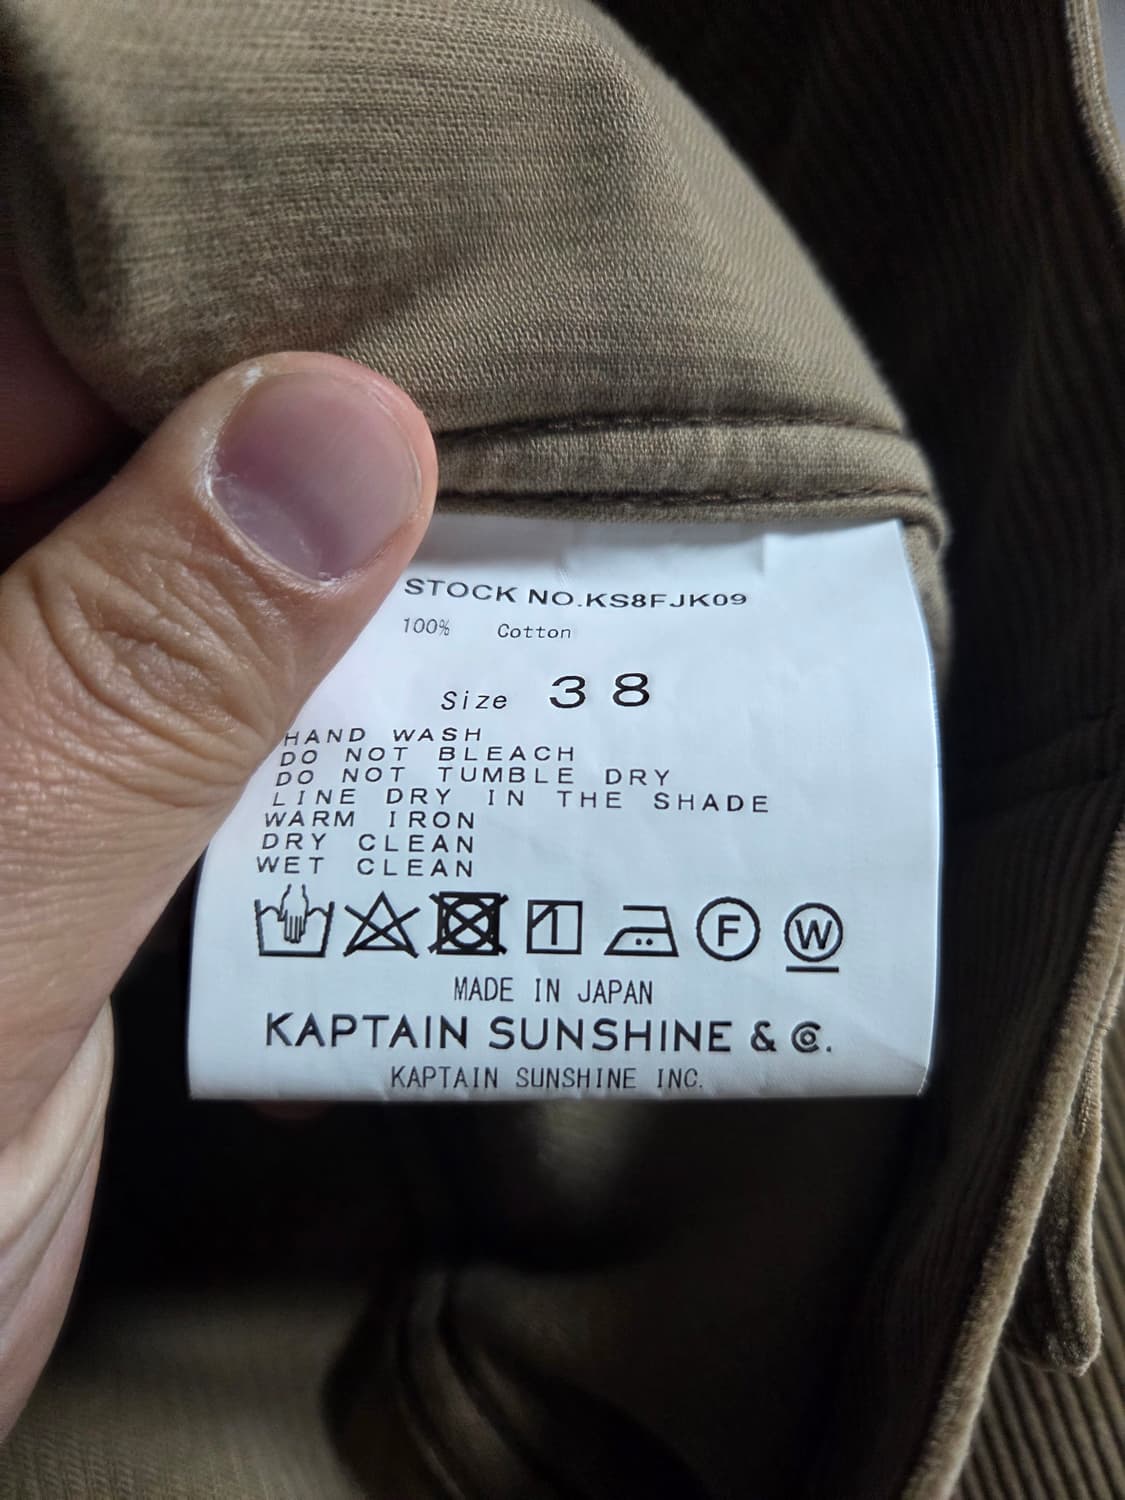 STOCK NO.KS8FJK09
100% Cotton
Size 38
HAND WASH
DO NOT BLEACH
DO NOT TUMBLE DRY
LINE DRY IN THE SHADE
WARM IRON
DRY CLEAN
WET CLEAN
F W
MADE IN JAPAN
KAPTAIN SUNSHINE & Co.
KAPTAIN SUNSHINE INC.